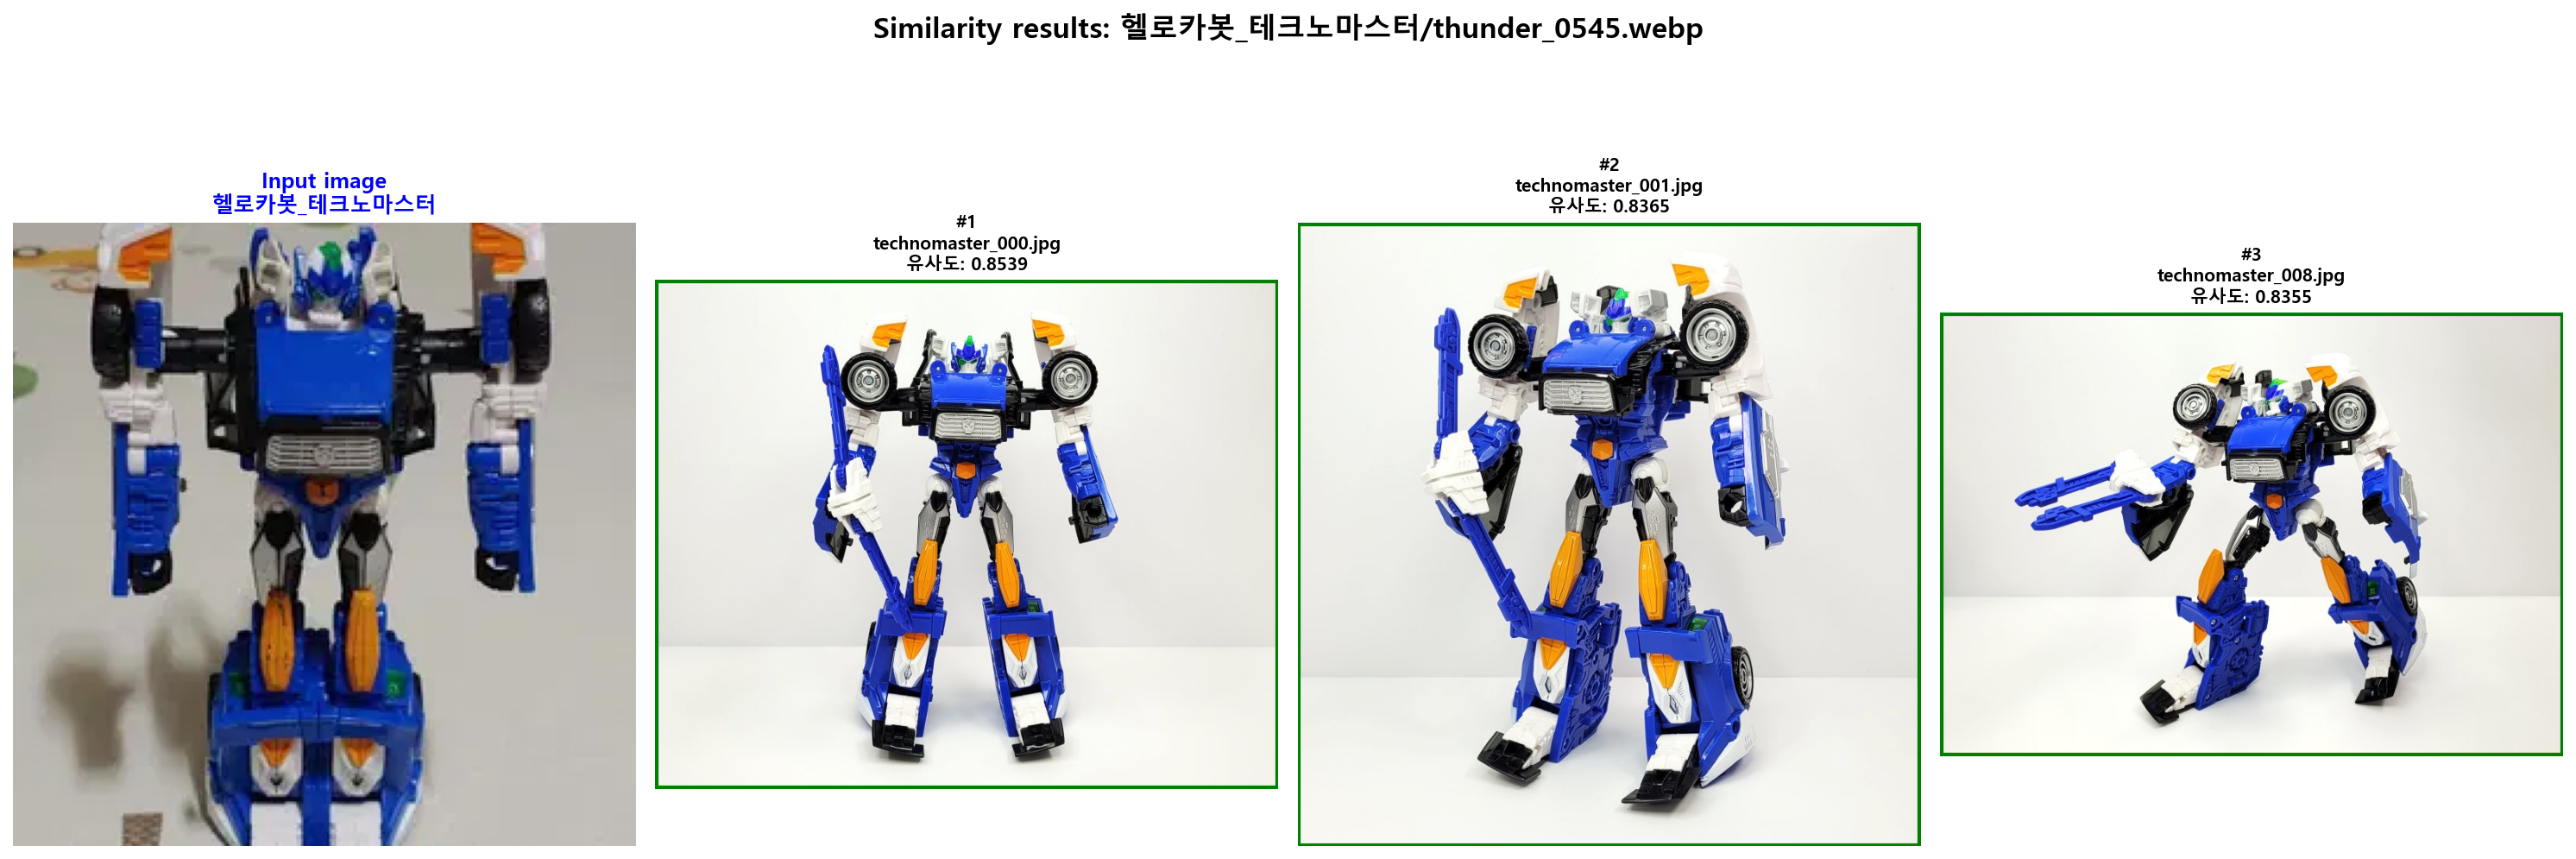 Similarity results: 헬로카봇_테크노마스터/thunder_0545.webp
Input image
헬로카봇_테크노마스터
#1
technomaster_000.jpg
유사도: 0.8539
#2
technomaster_001.jpg
유사도: 0.8365
#3
technomaster_008.jpg
유사도: 0.8355